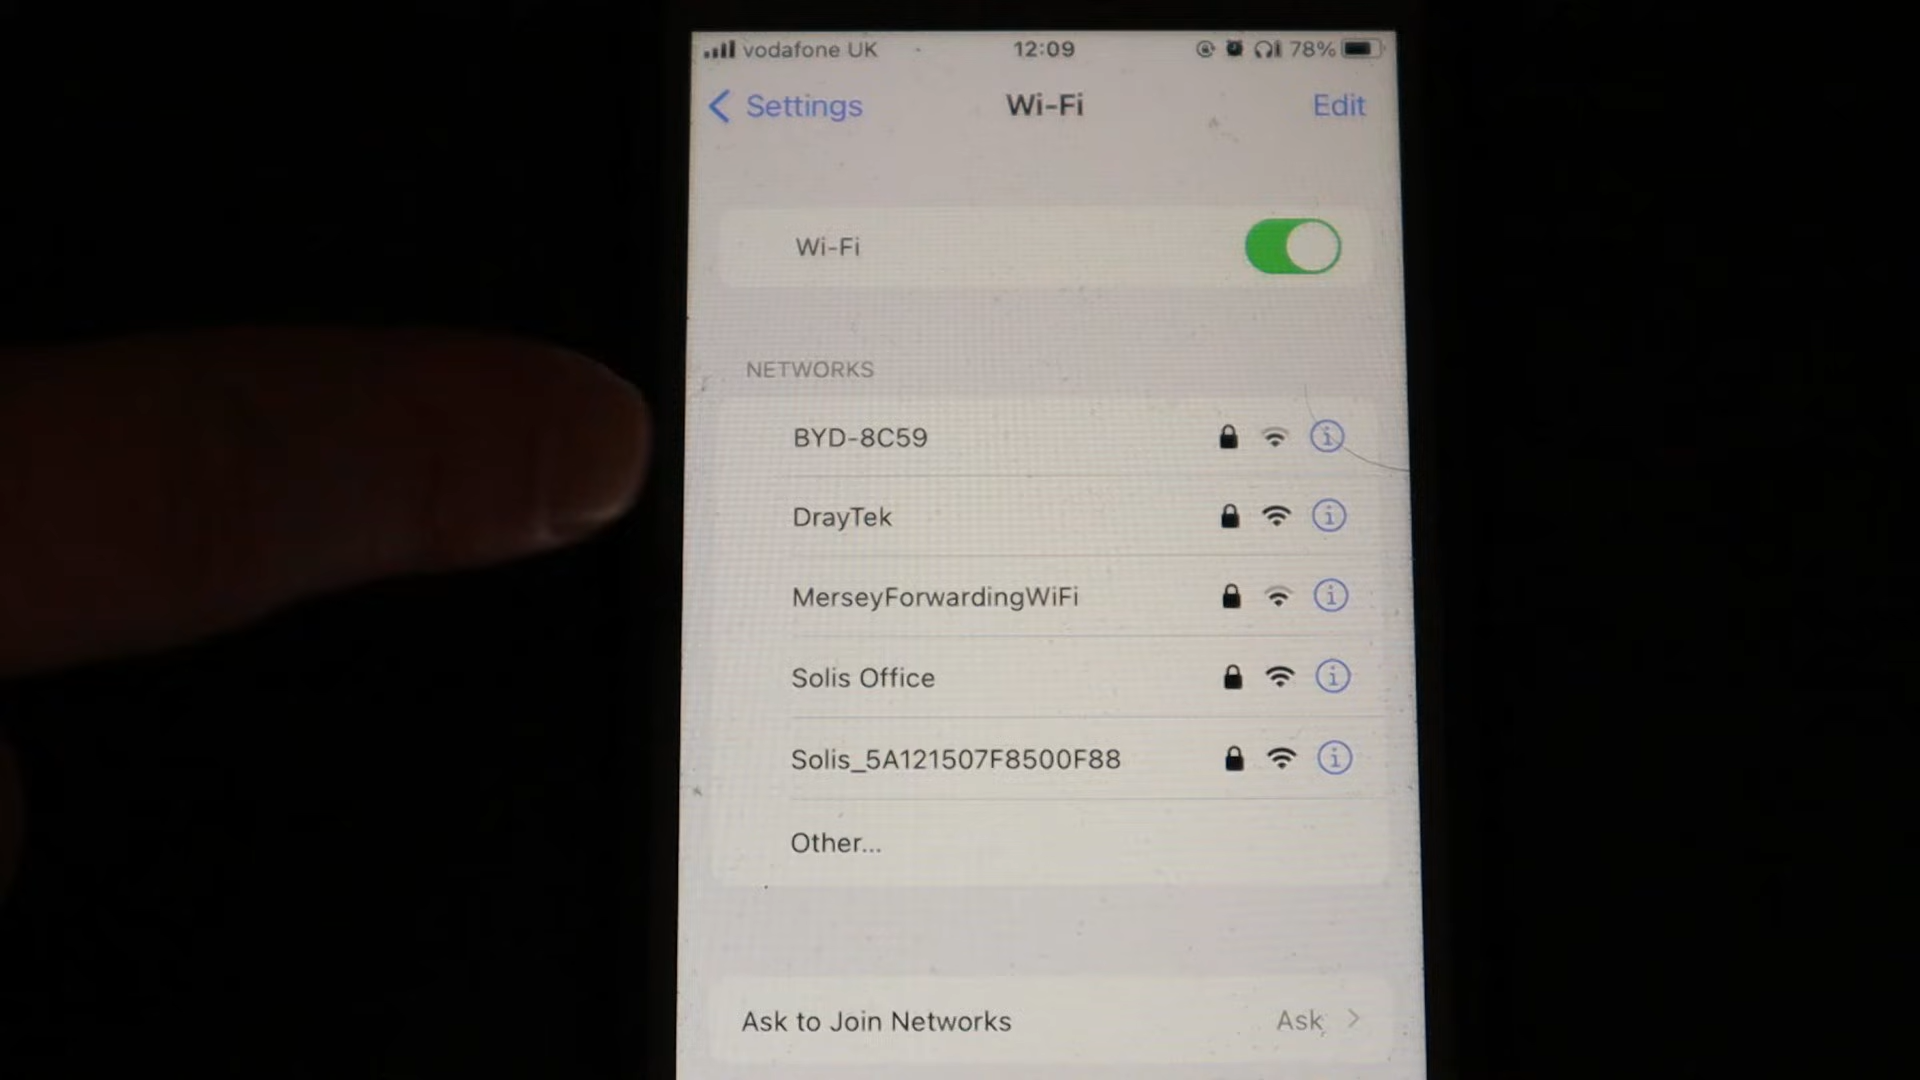 vodafone UK 12:09 78%
Settings Wi-Fi Edit
Wi-Fi
NETWORKS
BYD-8C59
DrayTek
MerseyForwardingWiFi
Solis Office
Solis_5A121507F8500F88
Other...
Ask to Join Networks Ask